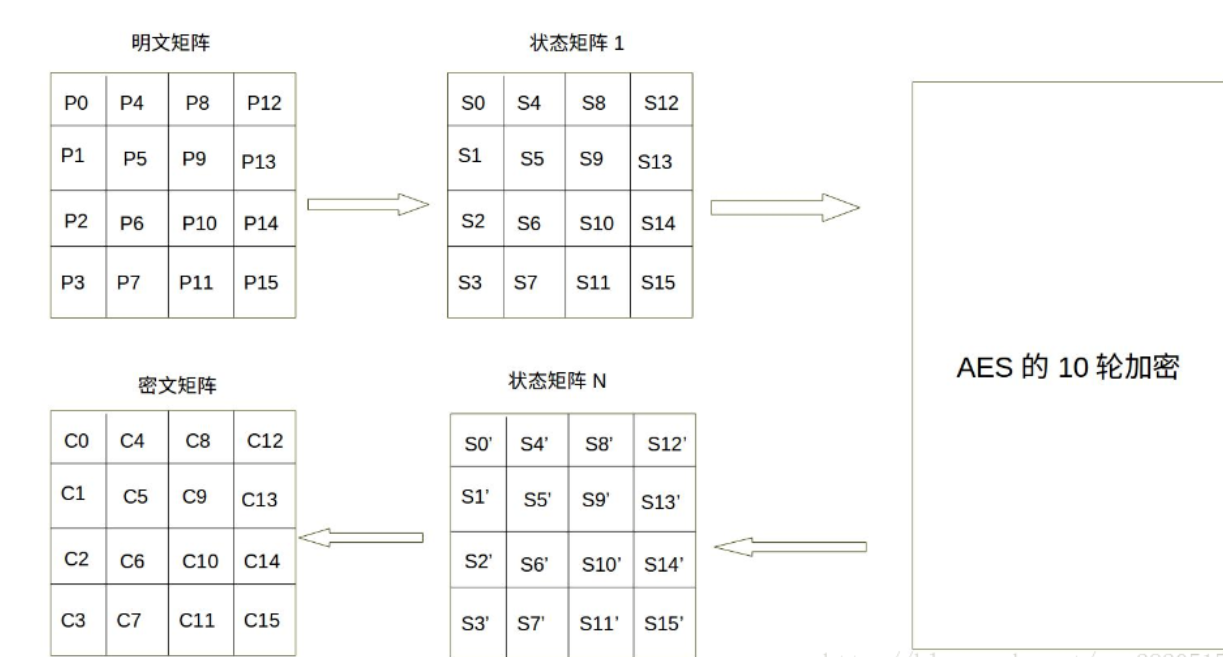 明文矩阵
P0 P4 P8 P12
P1 P5 P9 P13
P2 P6 P10 P14
P3 P7 P11 P15
状态矩阵 1
S0 S4 S8 S12
S1 S5 S9 S13
S2 S6 S10 S14
S3 S7 S11 S15
AES 的 10 轮加密
密文矩阵
C0 C4 C8 C12
C1 C5 C9 C13
C2 C6 C10 C14
C3 C7 C11 C15
状态矩阵 N
S0’ S4’ S8’ S12’
S1’ S5’ S9’ S13’
S2’ S6’ S10’ S14’
S3’ S7’ S11’ S15’